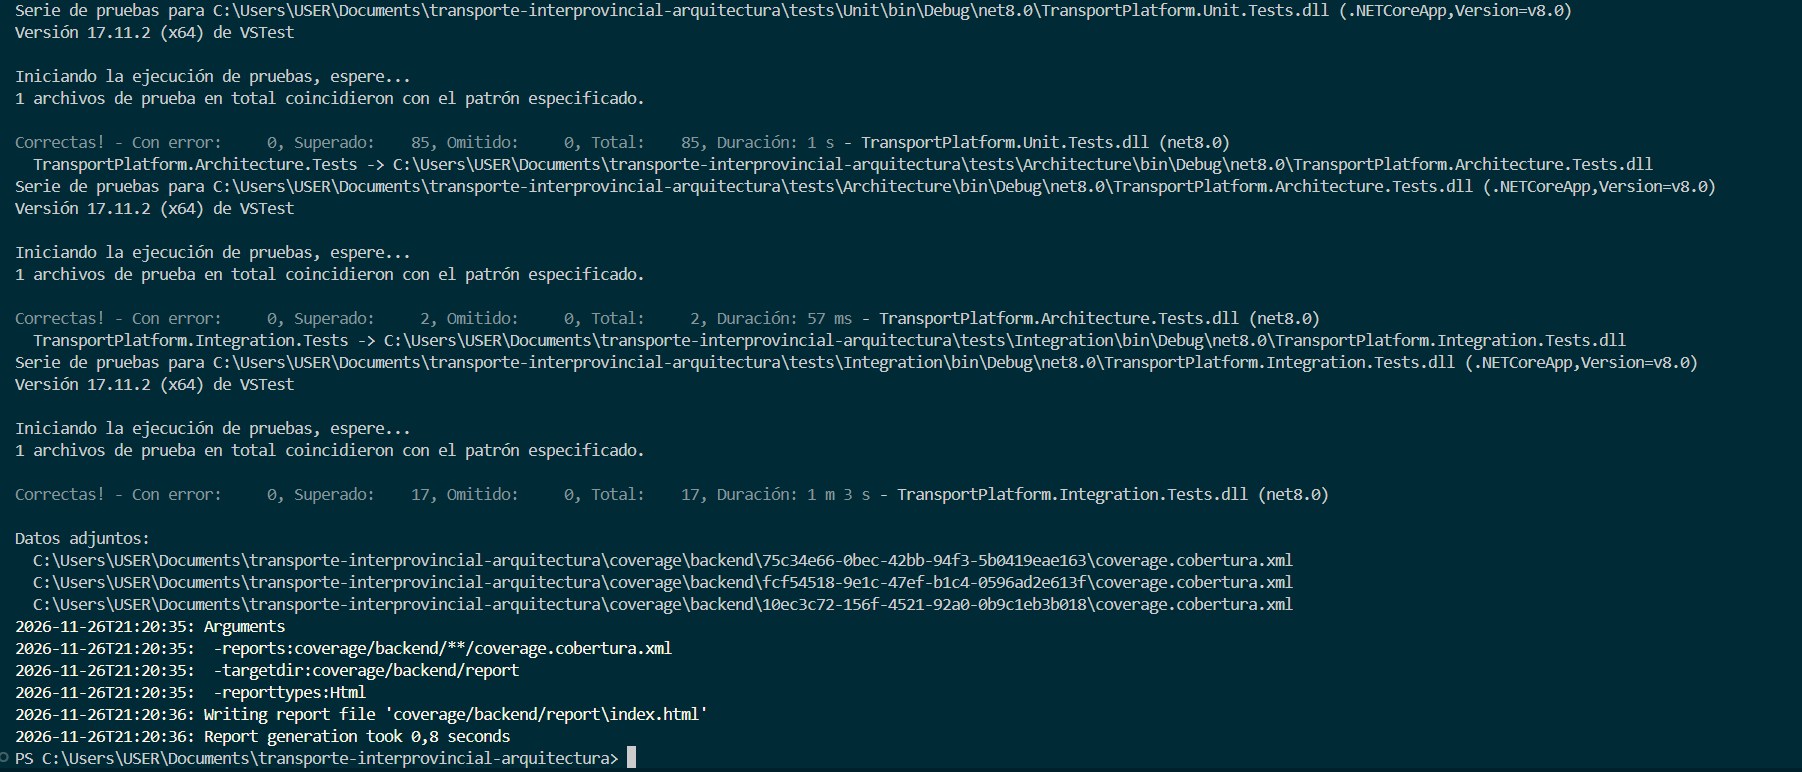 Serie de pruebas para C:\Users\USER\Documents\transporte-interprovincial-arquitectura\tests\Unit\bin\Debug\net8.0\TransportPlatform.Unit.Tests.dll (.NETCoreApp,Version=v8.0)
Versión 17.11.2 (x64) de VSTest
Iniciando la ejecución de pruebas, espere...
1 archivos de prueba en total coincidieron con el patrón especificado.
Correctas! - Con error:     0, Superado:    85, Omitido:     0, Total:    85, Duración: 1 s - TransportPlatform.Unit.Tests.dll (net8.0)
  TransportPlatform.Architecture.Tests -> C:\Users\USER\Documents\transporte-interprovincial-arquitectura\tests\Architecture\bin\Debug\net8.0\TransportPlatform.Architecture.Tests.dll
Serie de pruebas para C:\Users\USER\Documents\transporte-interprovincial-arquitectura\tests\Architecture\bin\Debug\net8.0\TransportPlatform.Architecture.Tests.dll (.NETCoreApp,Version=v8.0)
Versión 17.11.2 (x64) de VSTest
Iniciando la ejecución de pruebas, espere...
1 archivos de prueba en total coincidieron con el patrón especificado.
Correctas! - Con error:     0, Superado:     2, Omitido:     0, Total:     2, Duración: 57 ms - TransportPlatform.Architecture.Tests.dll (net8.0)
  TransportPlatform.Integration.Tests -> C:\Users\USER\Documents\transporte-interprovincial-arquitectura\tests\Integration\bin\Debug\net8.0\TransportPlatform.Integration.Tests.dll
Serie de pruebas para C:\Users\USER\Documents\transporte-interprovincial-arquitectura\tests\Integration\bin\Debug\net8.0\TransportPlatform.Integration.Tests.dll (.NETCoreApp,Version=v8.0)
Versión 17.11.2 (x64) de VSTest
Iniciando la ejecución de pruebas, espere...
1 archivos de prueba en total coincidieron con el patrón especificado.
Correctas! - Con error:     0, Superado:    17, Omitido:     0, Total:    17, Duración: 1 m 3 s - TransportPlatform.Integration.Tests.dll (net8.0)
Datos adjuntos:
  C:\Users\USER\Documents\transporte-interprovincial-arquitectura\coverage\backend\75c34e66-0bec-42bb-94f3-5b0419eae163\coverage.cobertura.xml
  C:\Users\USER\Documents\transporte-interprovincial-arquitectura\coverage\backend\fcf54518-9e1c-47ef-b1c4-0596ad2e613f\coverage.cobertura.xml
  C:\Users\USER\Documents\transporte-interprovincial-arquitectura\coverage\backend\10ec3c72-156f-4521-92a0-0b9c1eb3b018\coverage.cobertura.xml
2026-11-26T21:20:35: Arguments
2026-11-26T21:20:35:  -reports:coverage/backend/**/coverage.cobertura.xml
2026-11-26T21:20:35:  -targetdir:coverage/backend/report
2026-11-26T21:20:35:  -reporttypes:Html
2026-11-26T21:20:36: Writing report file 'coverage/backend/report\index.html'
2026-11-26T21:20:36: Report generation took 0,8 seconds
PS C:\Users\USER\Documents\transporte-interprovincial-arquitectura>